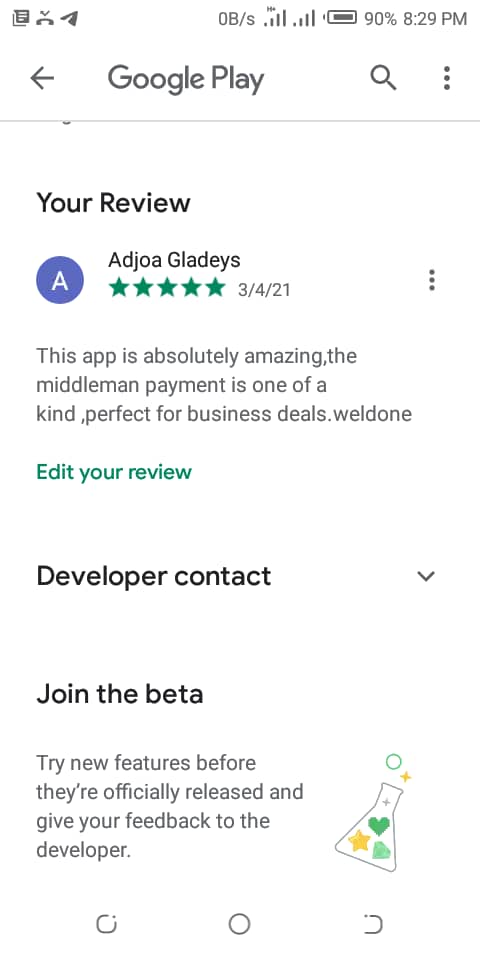 0B/s H+ 90% 8:29 PM
Google Play
Your Review
A
Adjoa Gladeys
3/4/21
This app is absolutely amazing,the
middleman payment is one of a
kind ,perfect for business deals.weldone
Edit your review
Developer contact
Join the beta
Try new features before
they're officially released and
give your feedback to the
developer.